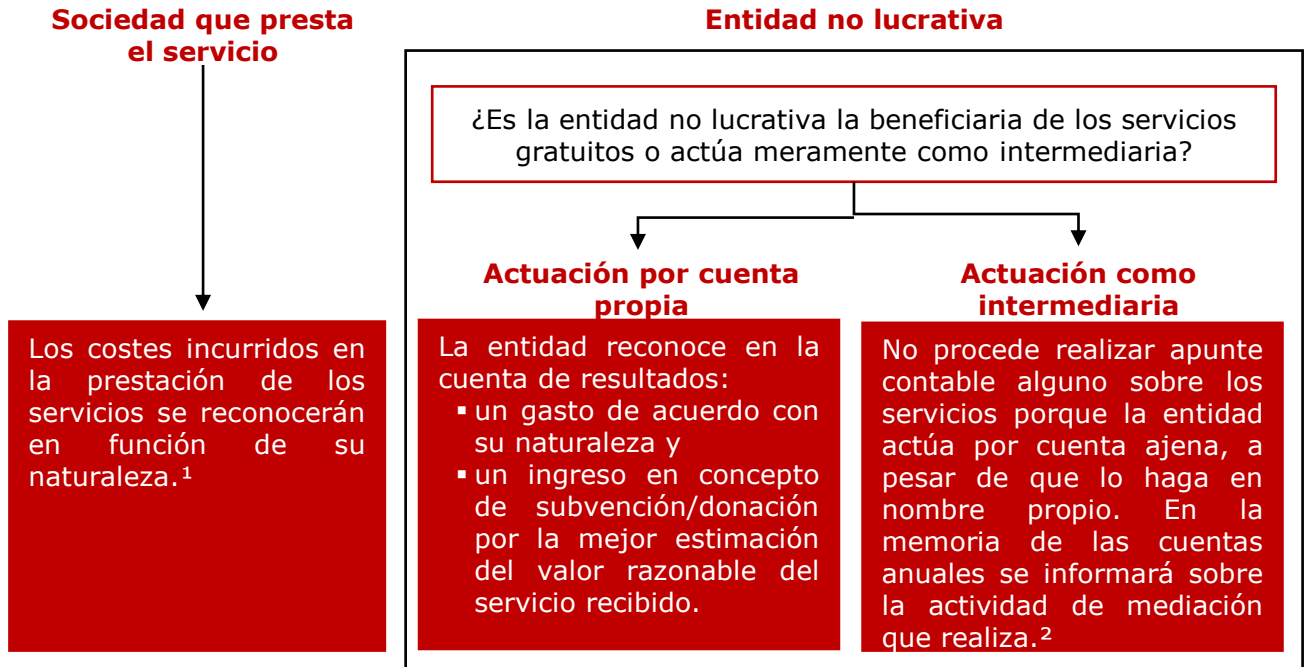 Sociedad que presta
el servicio
Entidad no lucrativa
¿Es la entidad no lucrativa la beneficiaria de los servicios
gratuitos o actúa meramente como intermediaria?
Actuación por cuenta
propia
Actuación como
intermediaria
Los costes incurridos en
la prestación de los
servicios se reconocerán
en función de su
naturaleza.¹
La entidad reconoce en la
cuenta de resultados:
▪ un gasto de acuerdo con
su naturaleza y
▪ un ingreso en concepto
de subvención/donación
por la mejor estimación
del valor razonable del
servicio recibido.
No procede realizar apunte
contable alguno sobre los
servicios porque la entidad
actúa por cuenta ajena, a
pesar de que lo haga en
nombre propio. En la
memoria de las cuentas
anuales se informará sobre
la actividad de mediación
que realiza.²